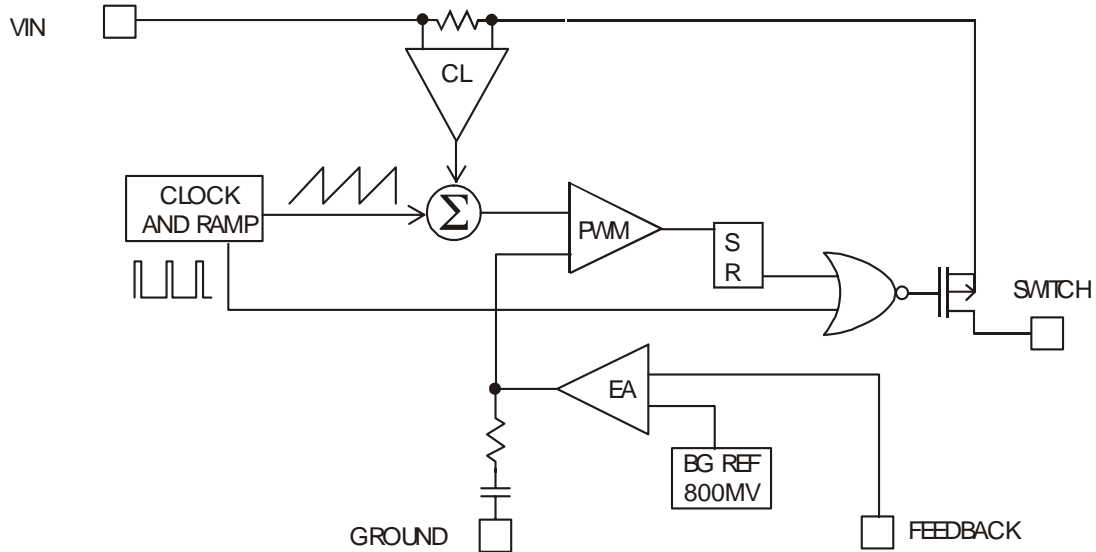 VIN
CL
CLOCK
AND RAMP
Σ
PWM
S
R
SWITCH
EA
BG REF
800MV
GROUND
FEEDBACK